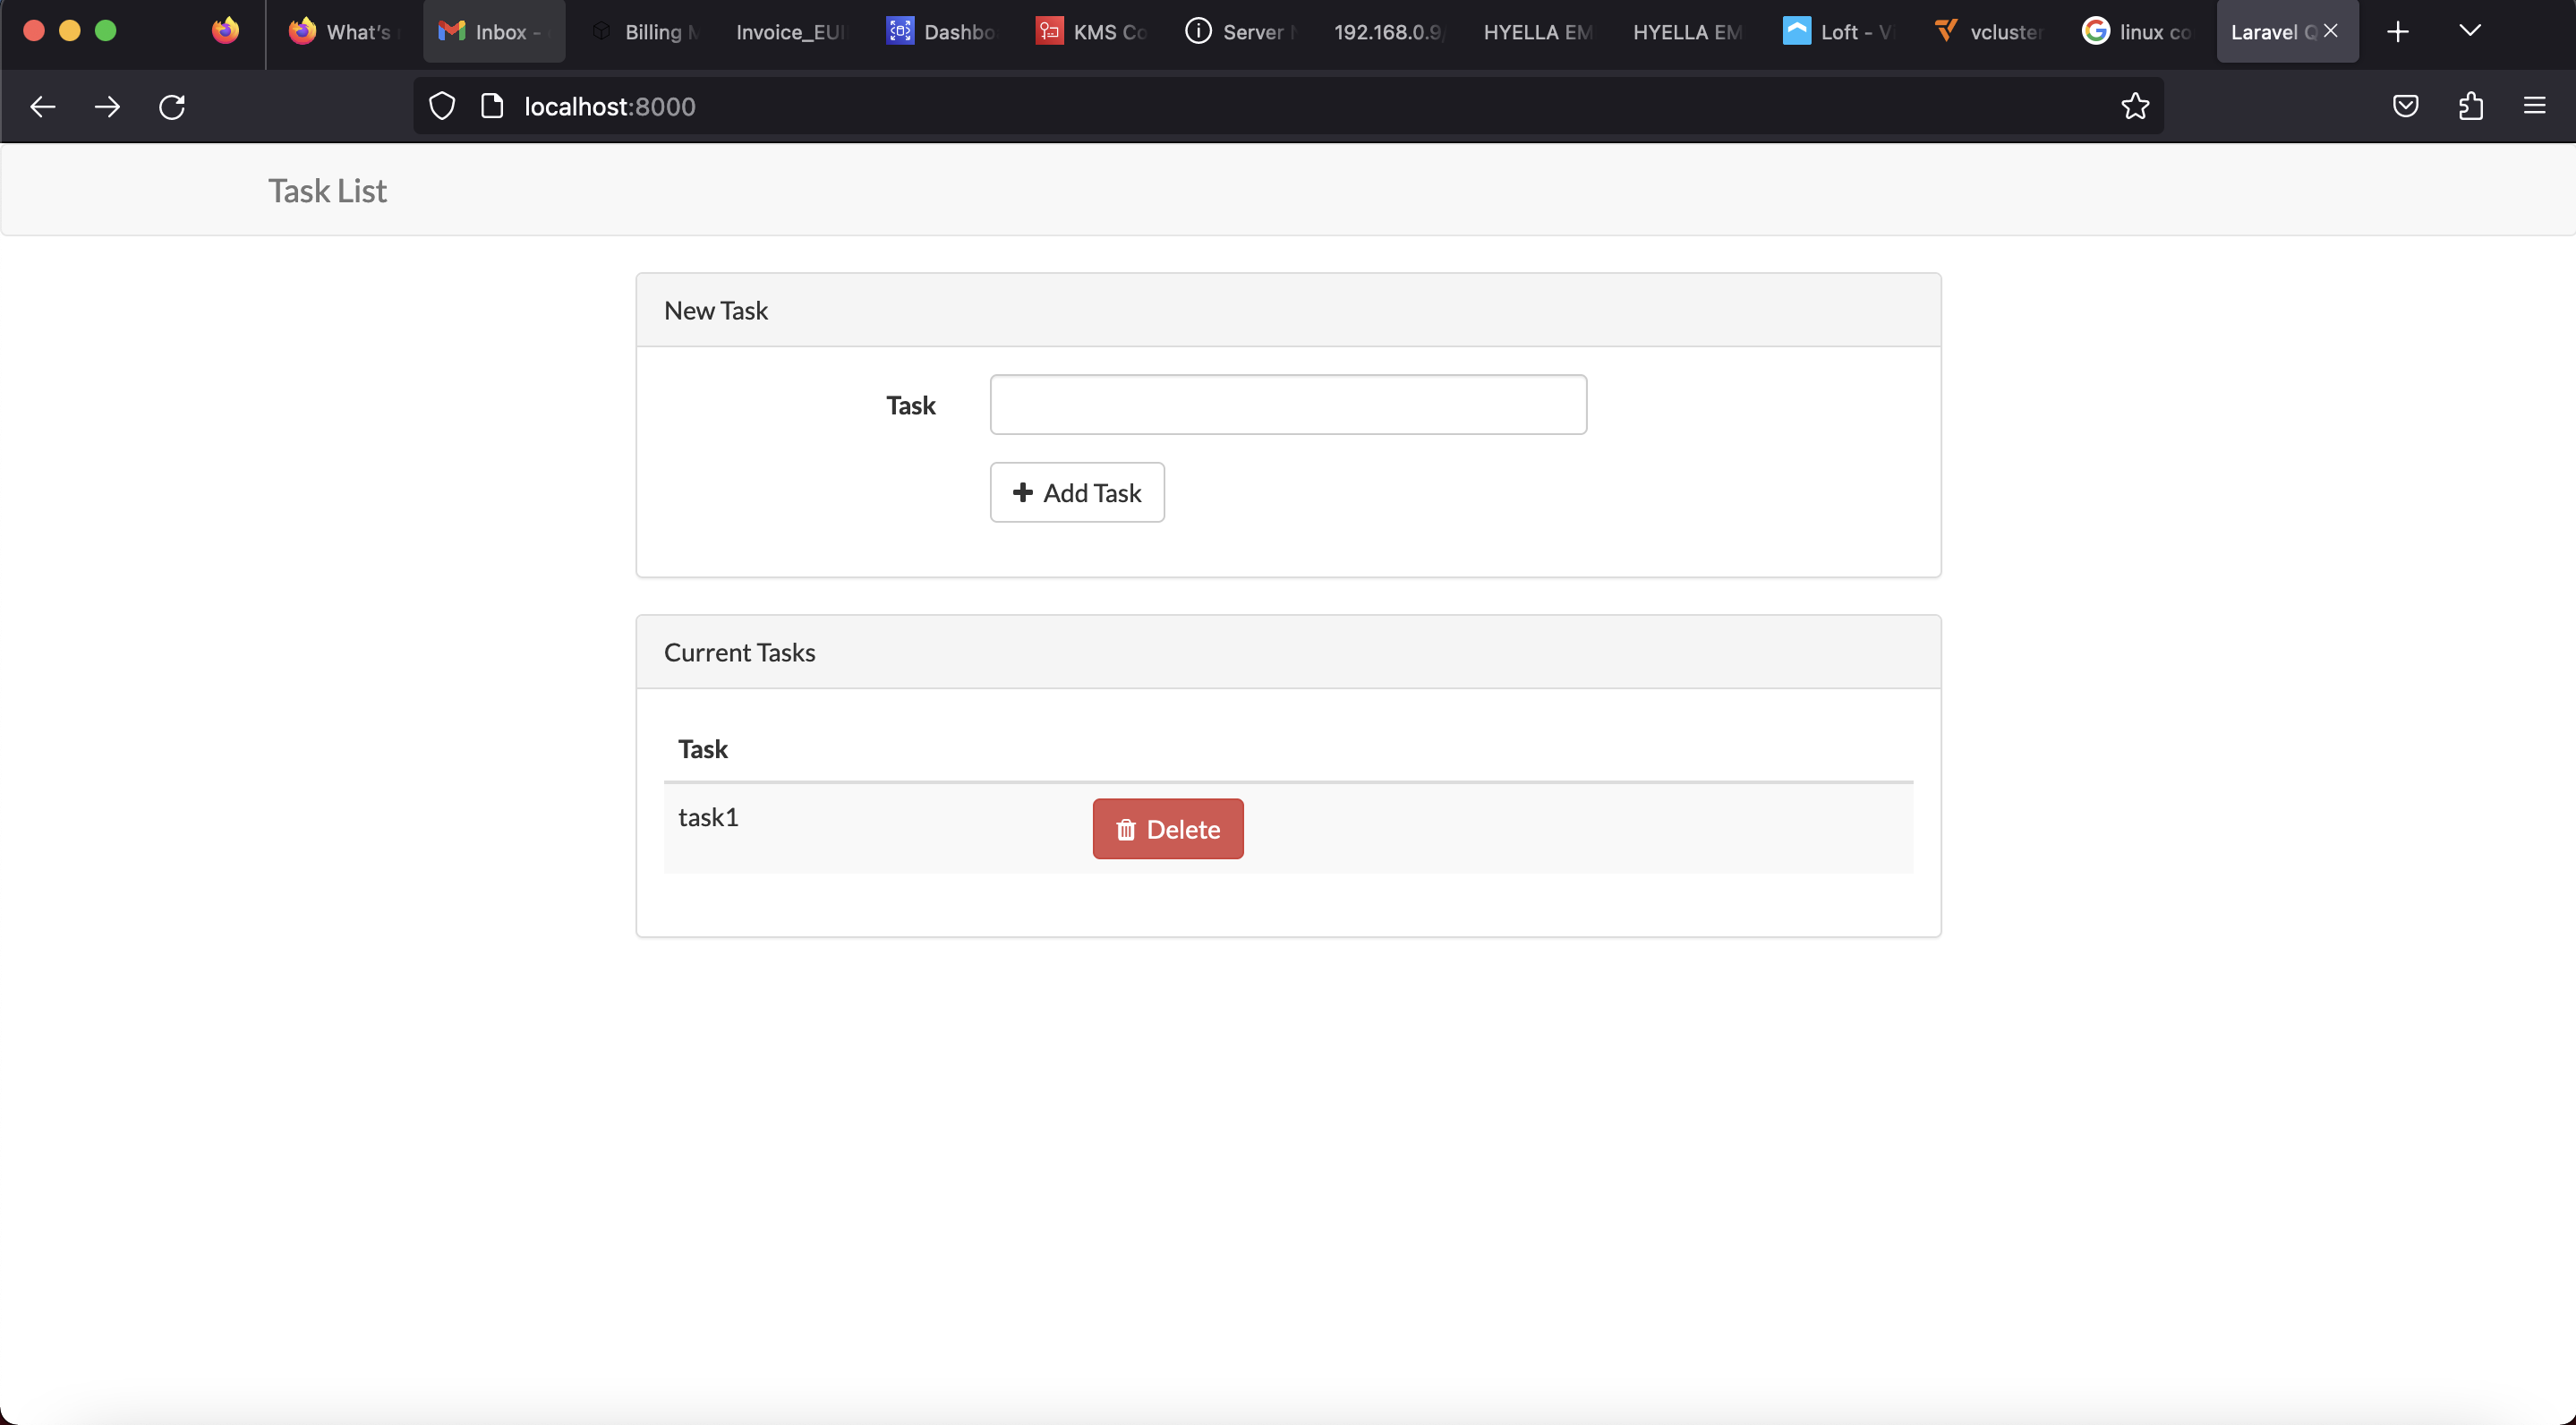 What's
Inbox -
Billing
Invoice_EUI
Dashbo
KMS Co
Server
192.168.0.9/
HYELLA EM
HYELLA EM
Loft - V
vcluster
linux co
Laravel Q
localhost:8000
Task List
New Task
Task
Add Task
Current Tasks
Task
task1 Delete